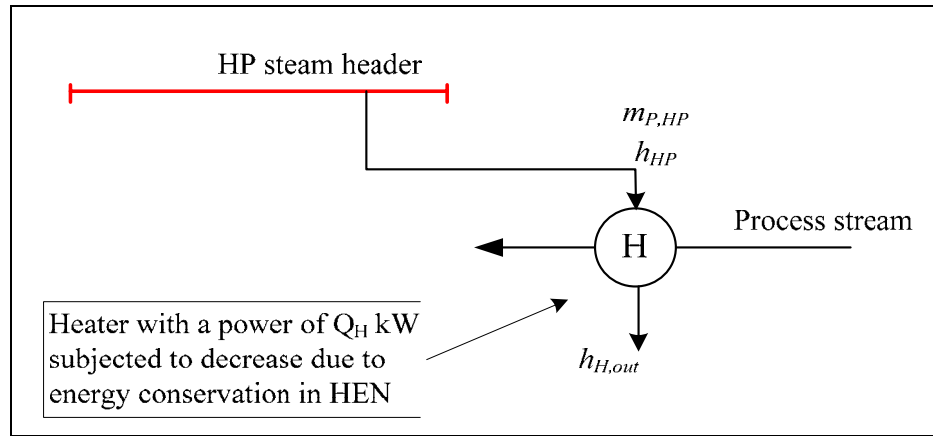 HP steam header
m_{P,HP}
h_{HP}
Process stream
H
Heater with a power of Q_H kW
subjected to decrease due to
energy conservation in HEN
h_{H,out}